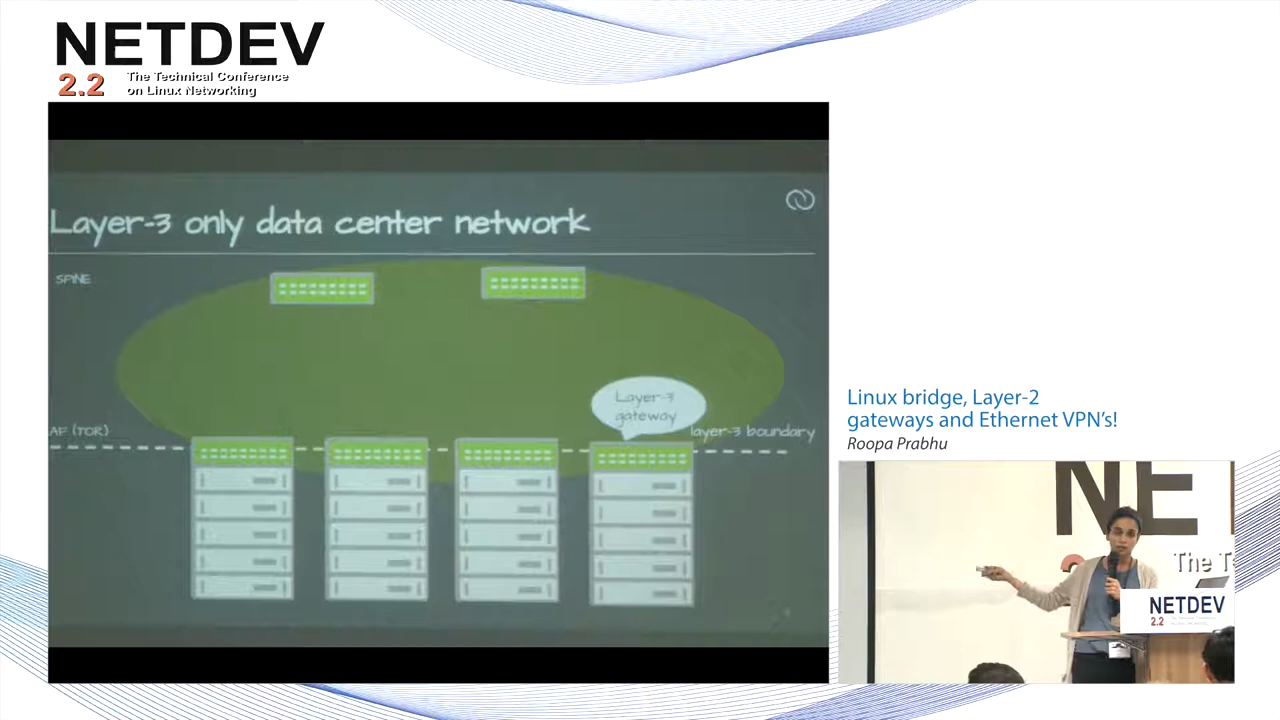 NETDEV
2.2
The Technical Conference
on Linux Networking
Layer-3 only data center network
SPINE
Layer-3
gateway
AF (TOR)
layer-3 boundary
Linux bridge, Layer-2
gateways and Ethernet VPN's!
Roopa Prabhu
NE
The Te
NETDEV
2.2